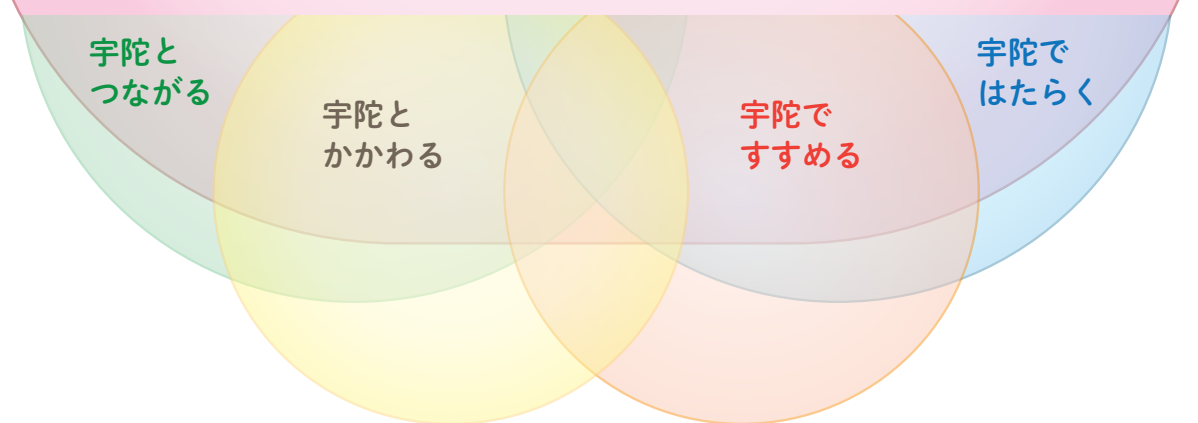 宇陀と
つながる
宇陀と
かかわる
宇陀で
すすめる
宇陀で
はたらく